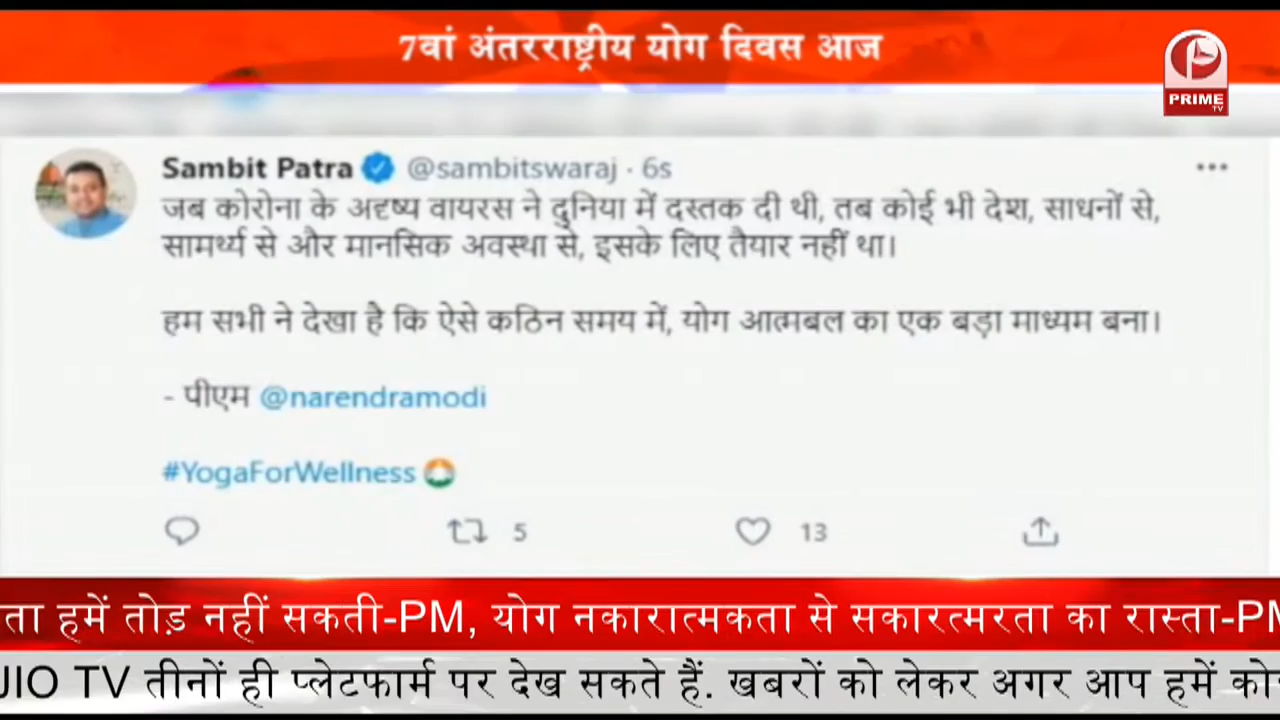 7वां अंतरराष्ट्रीय योग दिवस आज
PRIME
TV
Sambit Patra @sambitswaraj · 6s
जब कोरोना के अदृष्य वायरस ने दुनिया में दस्तक दी थी, तब कोई भी देश, साधनों से,
सामर्थ्य से और मानसिक अवस्था से, इसके लिए तैयार नहीं था।
हम सभी ने देखा है कि ऐसे कठिन समय में, योग आत्मबल का एक बड़ा माध्यम बना।
- पीएम @narendramodi
#YogaForWellness
5 13
ता हमें तोड़ नहीं सकती-PM, योग नकारात्मकता से सकारत्मरता का रास्ता-PM
JIO TV तीनों ही प्लेटफार्म पर देख सकते हैं. खबरों को लेकर अगर आप हमें